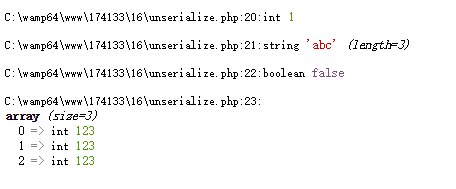 C:\wamp64\www\174133\16\unserialize.php:20:int 1
C:\wamp64\www\174133\16\unserialize.php:21:string 'abc' (length=3)
C:\wamp64\www\174133\16\unserialize.php:22:boolean false
C:\wamp64\www\174133\16\unserialize.php:23:
array (size=3)
0 => int 123
1 => int 123
2 => int 123